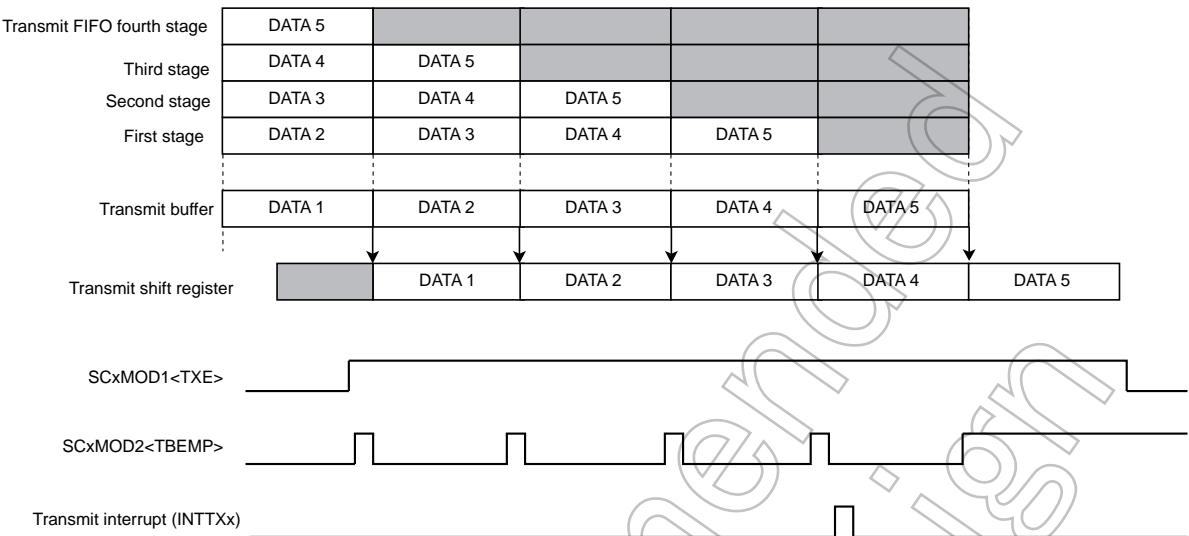 Transmit FIFO fourth stage DATA 5
Third stage DATA 4 DATA 5
Second stage DATA 3 DATA 4 DATA 5
First stage DATA 2 DATA 3 DATA 4 DATA 5
Transmit buffer DATA 1 DATA 2 DATA 3 DATA 4 DATA 5
Transmit shift register DATA 1 DATA 2 DATA 3 DATA 4 DATA 5
SCxMOD1<TXE>
SCxMOD2<TBEMP>
Transmit interrupt (INTTXx)